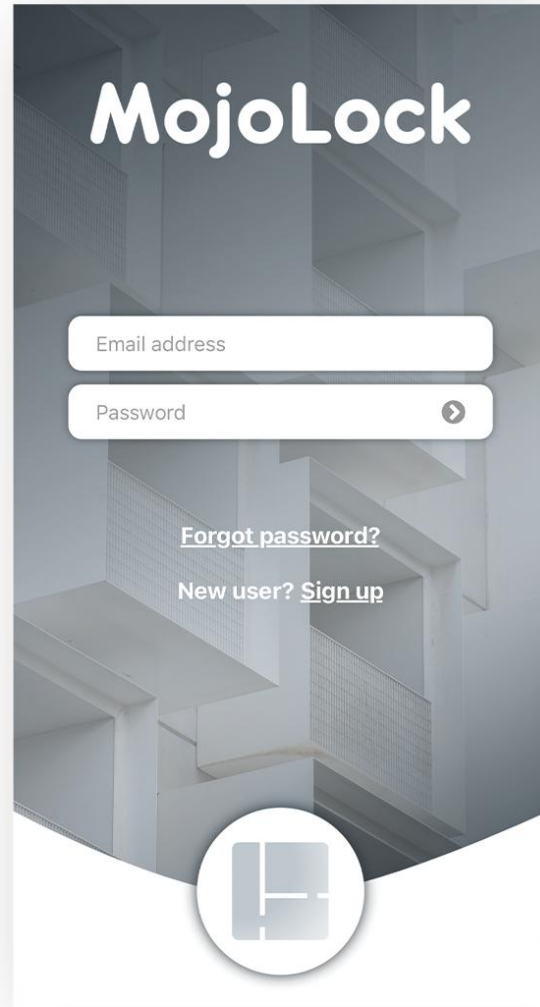 MojoLock
Email address
Password
Forgot password?
New user? Sign up